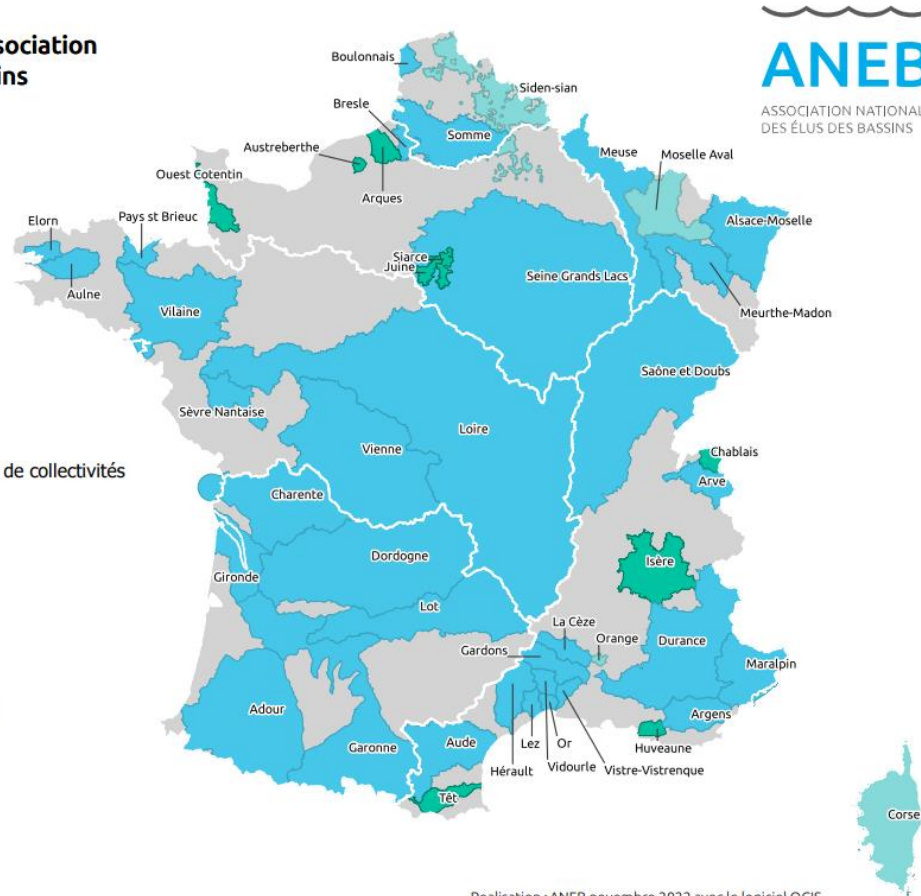 sociation
ins
ANEB
ASSOCIATION NATIONAL
DES ÉLUS DES BASSINS
Boulonnais
Siden-sian
Bresle
Somme
Austreberthe
Meuse
Moselle Aval
Ouest Cotentin
Arques
Elorn
Pays st Brieuc
Alsace-Moselle
Siarce
Juine
Seine Grands Lacs
Aulne
Vilaine
Meurthe-Madon
Saône et Doubs
Sèvre Nantaise
Loire
Vienne
Chablais
de collectivités
Arve
Charente
Dordogne
Isère
Gironde
Lot
La Cèze
Orange
Durance
Gardons
Maralpin
Adour
Argens
Garonne
Aude
Lez
Or
Huveaune
Hérault
Vidourle
Vistre-Vistrenque
Têt
Corse